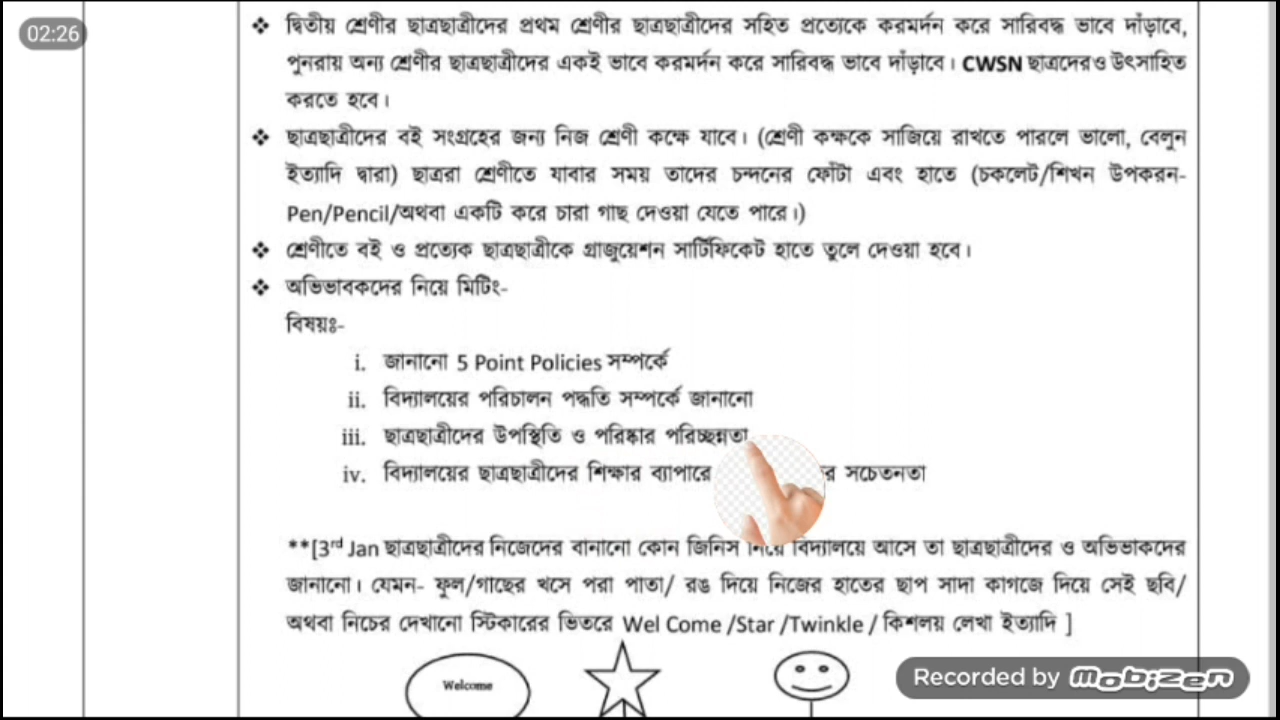 02:26
❖ দ্বিতীয় শ্রেণীর ছাত্রছাত্রীদের প্রথম শ্রেণীর ছাত্রছাত্রীদের সহিত প্রত্যেকে করমর্দন করে সারিবদ্ধ ভাবে দাঁড়াবে,
পুনরায় অন্য শ্রেণীর ছাত্রছাত্রীদের একই ভাবে করমর্দন করে সারিবদ্ধ ভাবে দাঁড়াবে। CWSN ছাত্রদেরও উৎসাহিত
করতে হবে।
❖ ছাত্রছাত্রীদের বই সংগ্রহের জন্য নিজ শ্রেণী কক্ষে যাবে। (শ্রেণী কক্ষকে সাজিয়ে রাখতে পারলে ভালো, বেলুন
ইত্যাদি দ্বারা) ছাত্ররা শ্রেণীতে যাবার সময় তাদের চন্দনের ফোঁটা এবং হাতে (চকলেট/শিখন উপকরন-
Pen/Pencil/অথবা একটি করে চারা গাছ দেওয়া যেতে পারে।)
❖ শ্রেণীতে বই ও প্রত্যেক ছাত্রছাত্রীকে গ্রাজুয়েশন সার্টিফিকেট হাতে তুলে দেওয়া হবে।
❖ অভিভাবকদের নিয়ে মিটিং-
বিষয়ঃ-
i. জানানো 5 Point Policies সম্পর্কে
ii. বিদ্যালয়ের পরিচালন পদ্ধতি সম্পর্কে জানানো
iii. ছাত্রছাত্রীদের উপস্থিতি ও পরিষ্কার পরিচ্ছন্নতা
iv. বিদ্যালয়ের ছাত্রছাত্রীদের শিক্ষার ব্যাপারে র সচেতনতা
**[3rd Jan ছাত্রছাত্রীদের নিজেদের বানানো কোন জিনিস নিয়ে বিদ্যালয়ে আসে তা ছাত্রছাত্রীদের ও অভিভাকদের
জানানো। যেমন- ফুল/গাছের খসে পরা পাতা/ রঙ দিয়ে নিজের হাতের ছাপ সাদা কাগজে দিয়ে সেই ছবি/
অথবা নিচের দেখানো স্টিকারের ভিতরে Wel Come /Star /Twinkle / কিশলয় লেখা ইত্যাদি ]
Welcome
Recorded by mobizen